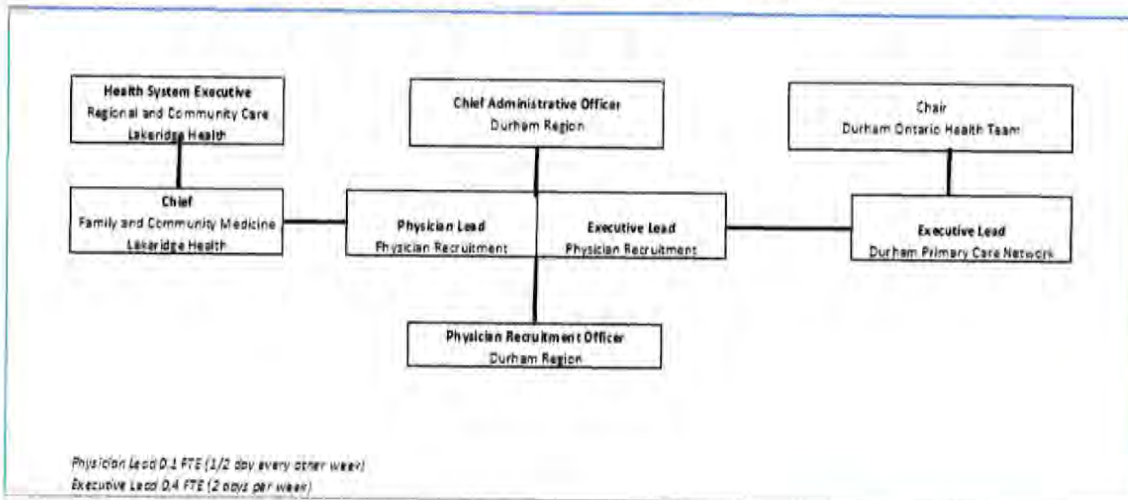 Health System Executive
Regional and Community Care
Lakeridge Health
Chief Administrative Officer
Durham Region
Chair
Durham Ontario Health Team
Chief
Family and Community Medicine
Lakeridge Health
Physician Lead
Physician Recruitment
Executive Lead
Physician Recruitment
Executive Lead
Durham Primary Care Network
Physician Recruitment Officer
Durham Region
Physician Lead 0.1 FTE (1/2 day every other week)
Executive Lead 0.4 FTE (2 days per week)